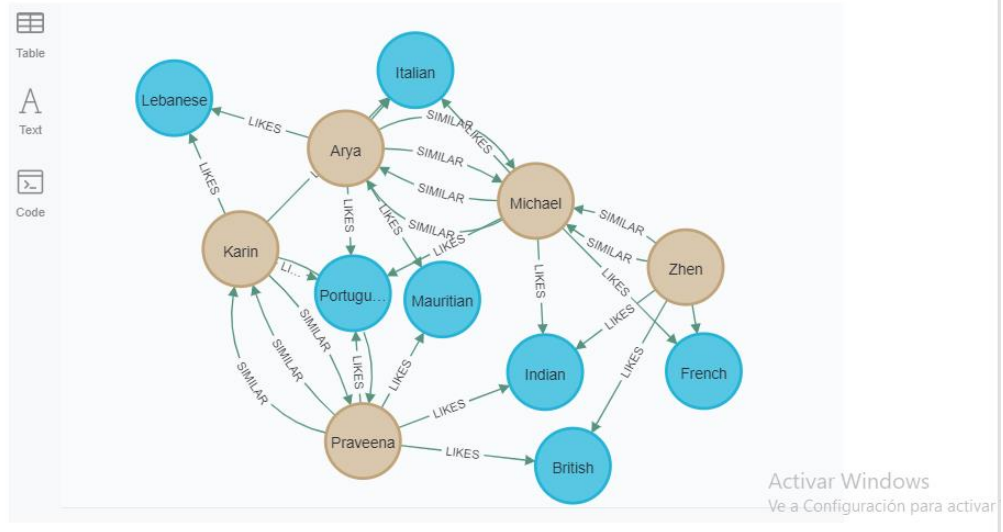 Table
Text
Code
Italian
Lebanese
LIKES
SIMILAR
LIKES
Arya
SIMILAR
LIKES
SIMILAR
Michael
LIKES
LIKES
SIMILAR
SIMILAR
Karin
LIKES
SIMILAR
Zhen
LI...
LIKES
LIKES
Portugu...
Mauritian
LIKES
SIMILAR
SIMILAR
SIMILAR
LIKES
LIKES
LIKES
Indian
French
LIKES
Praveena
LIKES
British
Activar Windows
Ve a Configuración para activar